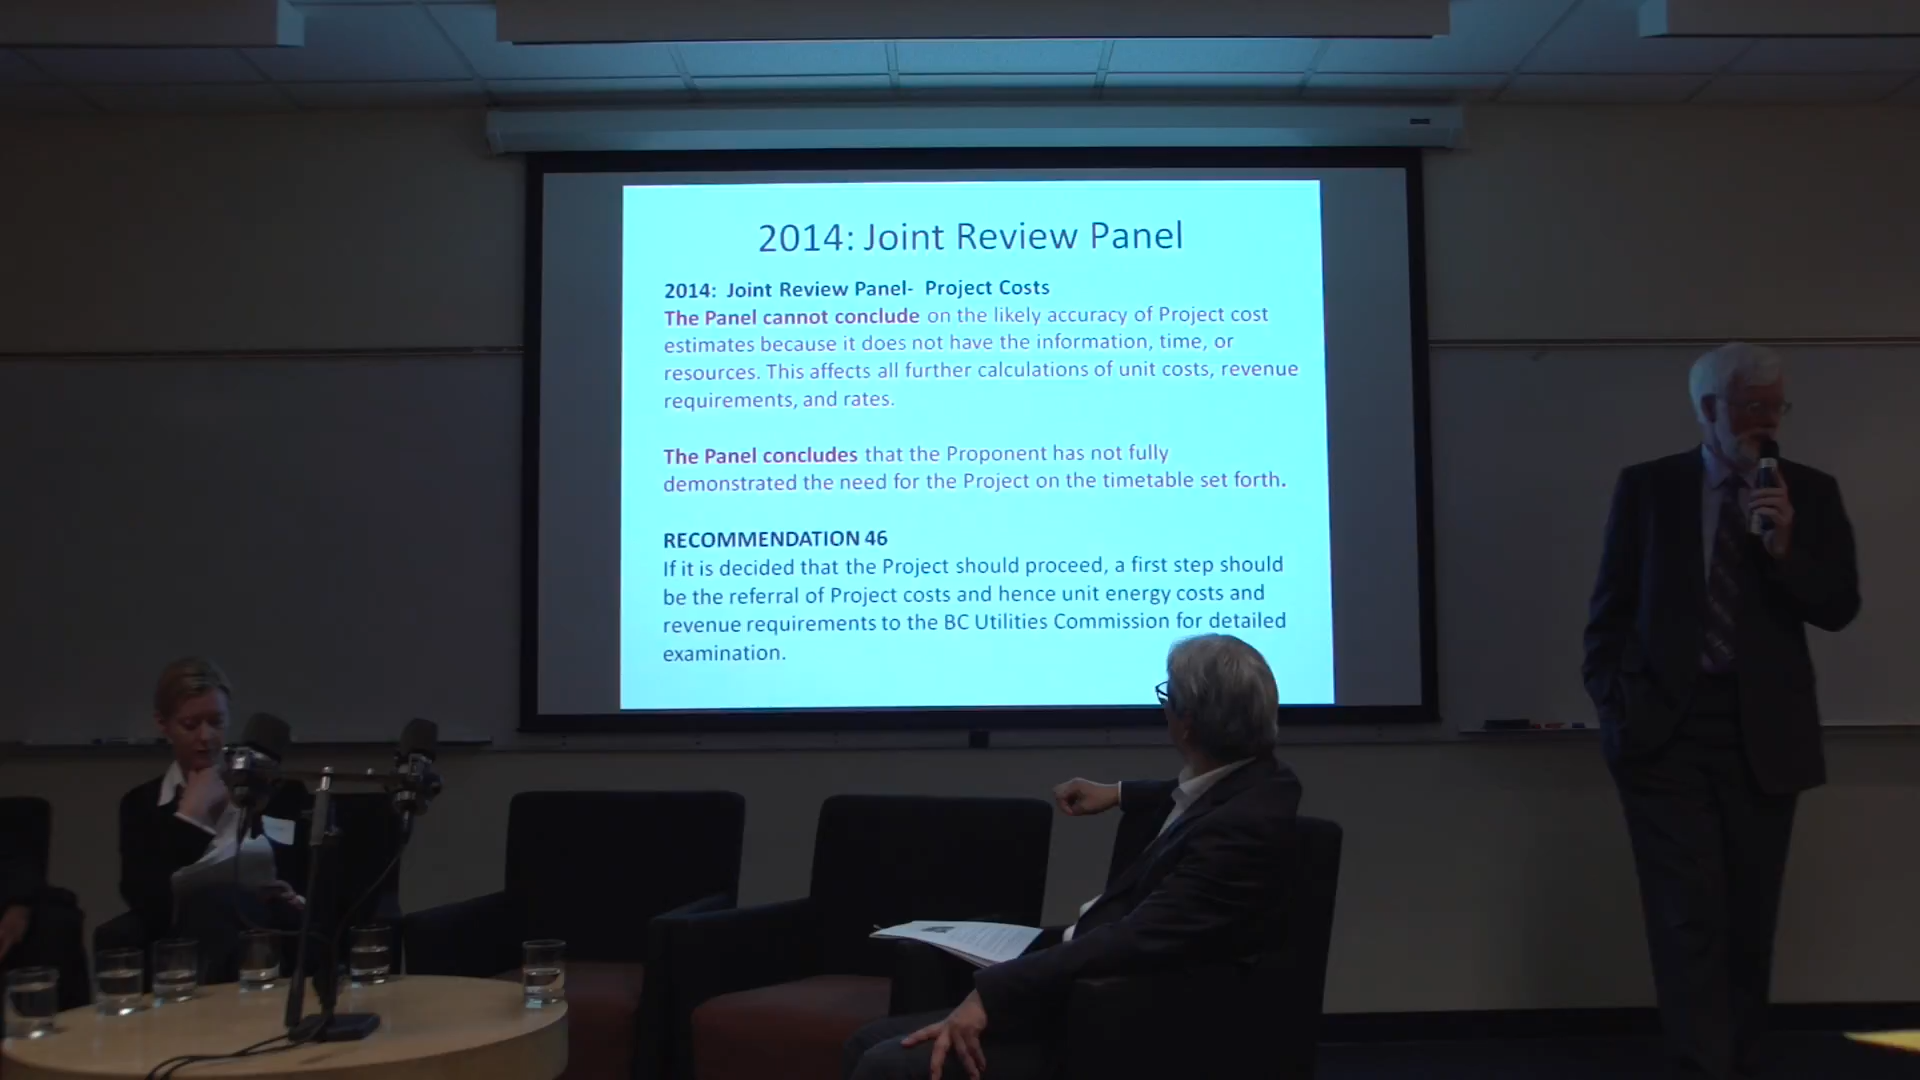 2014: Joint Review Panel
2014:  Joint Review Panel-  Project Costs
The Panel cannot conclude on the likely accuracy of Project cost
estimates because it does not have the information, time, or
resources. This affects all further calculations of unit costs, revenue
requirements, and rates.
The Panel concludes that the Proponent has not fully
demonstrated the need for the Project on the timetable set forth.
RECOMMENDATION 46
If it is decided that the Project should proceed, a first step should
be the referral of Project costs and hence unit energy costs and
revenue requirements to the BC Utilities Commission for detailed
examination.